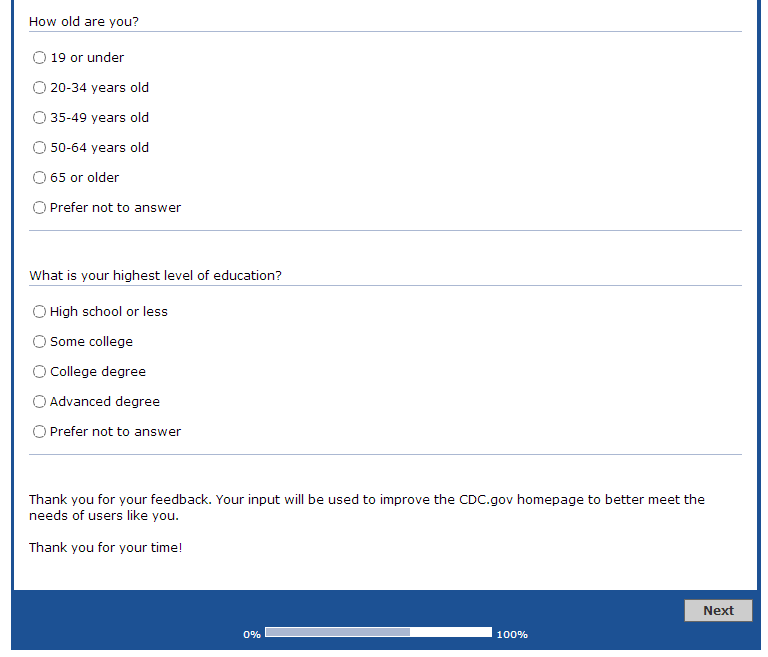 How old are you?
19 or under
20-34 years old
35-49 years old
50-64 years old
65 or older
Prefer not to answer
What is your highest level of education?
High school or less
Some college
College degree
Advanced degree
Prefer not to answer
Thank you for your feedback. Your input will be used to improve the CDC.gov homepage to better meet the
needs of users like you.
Thank you for your time!
Next
0% 100%